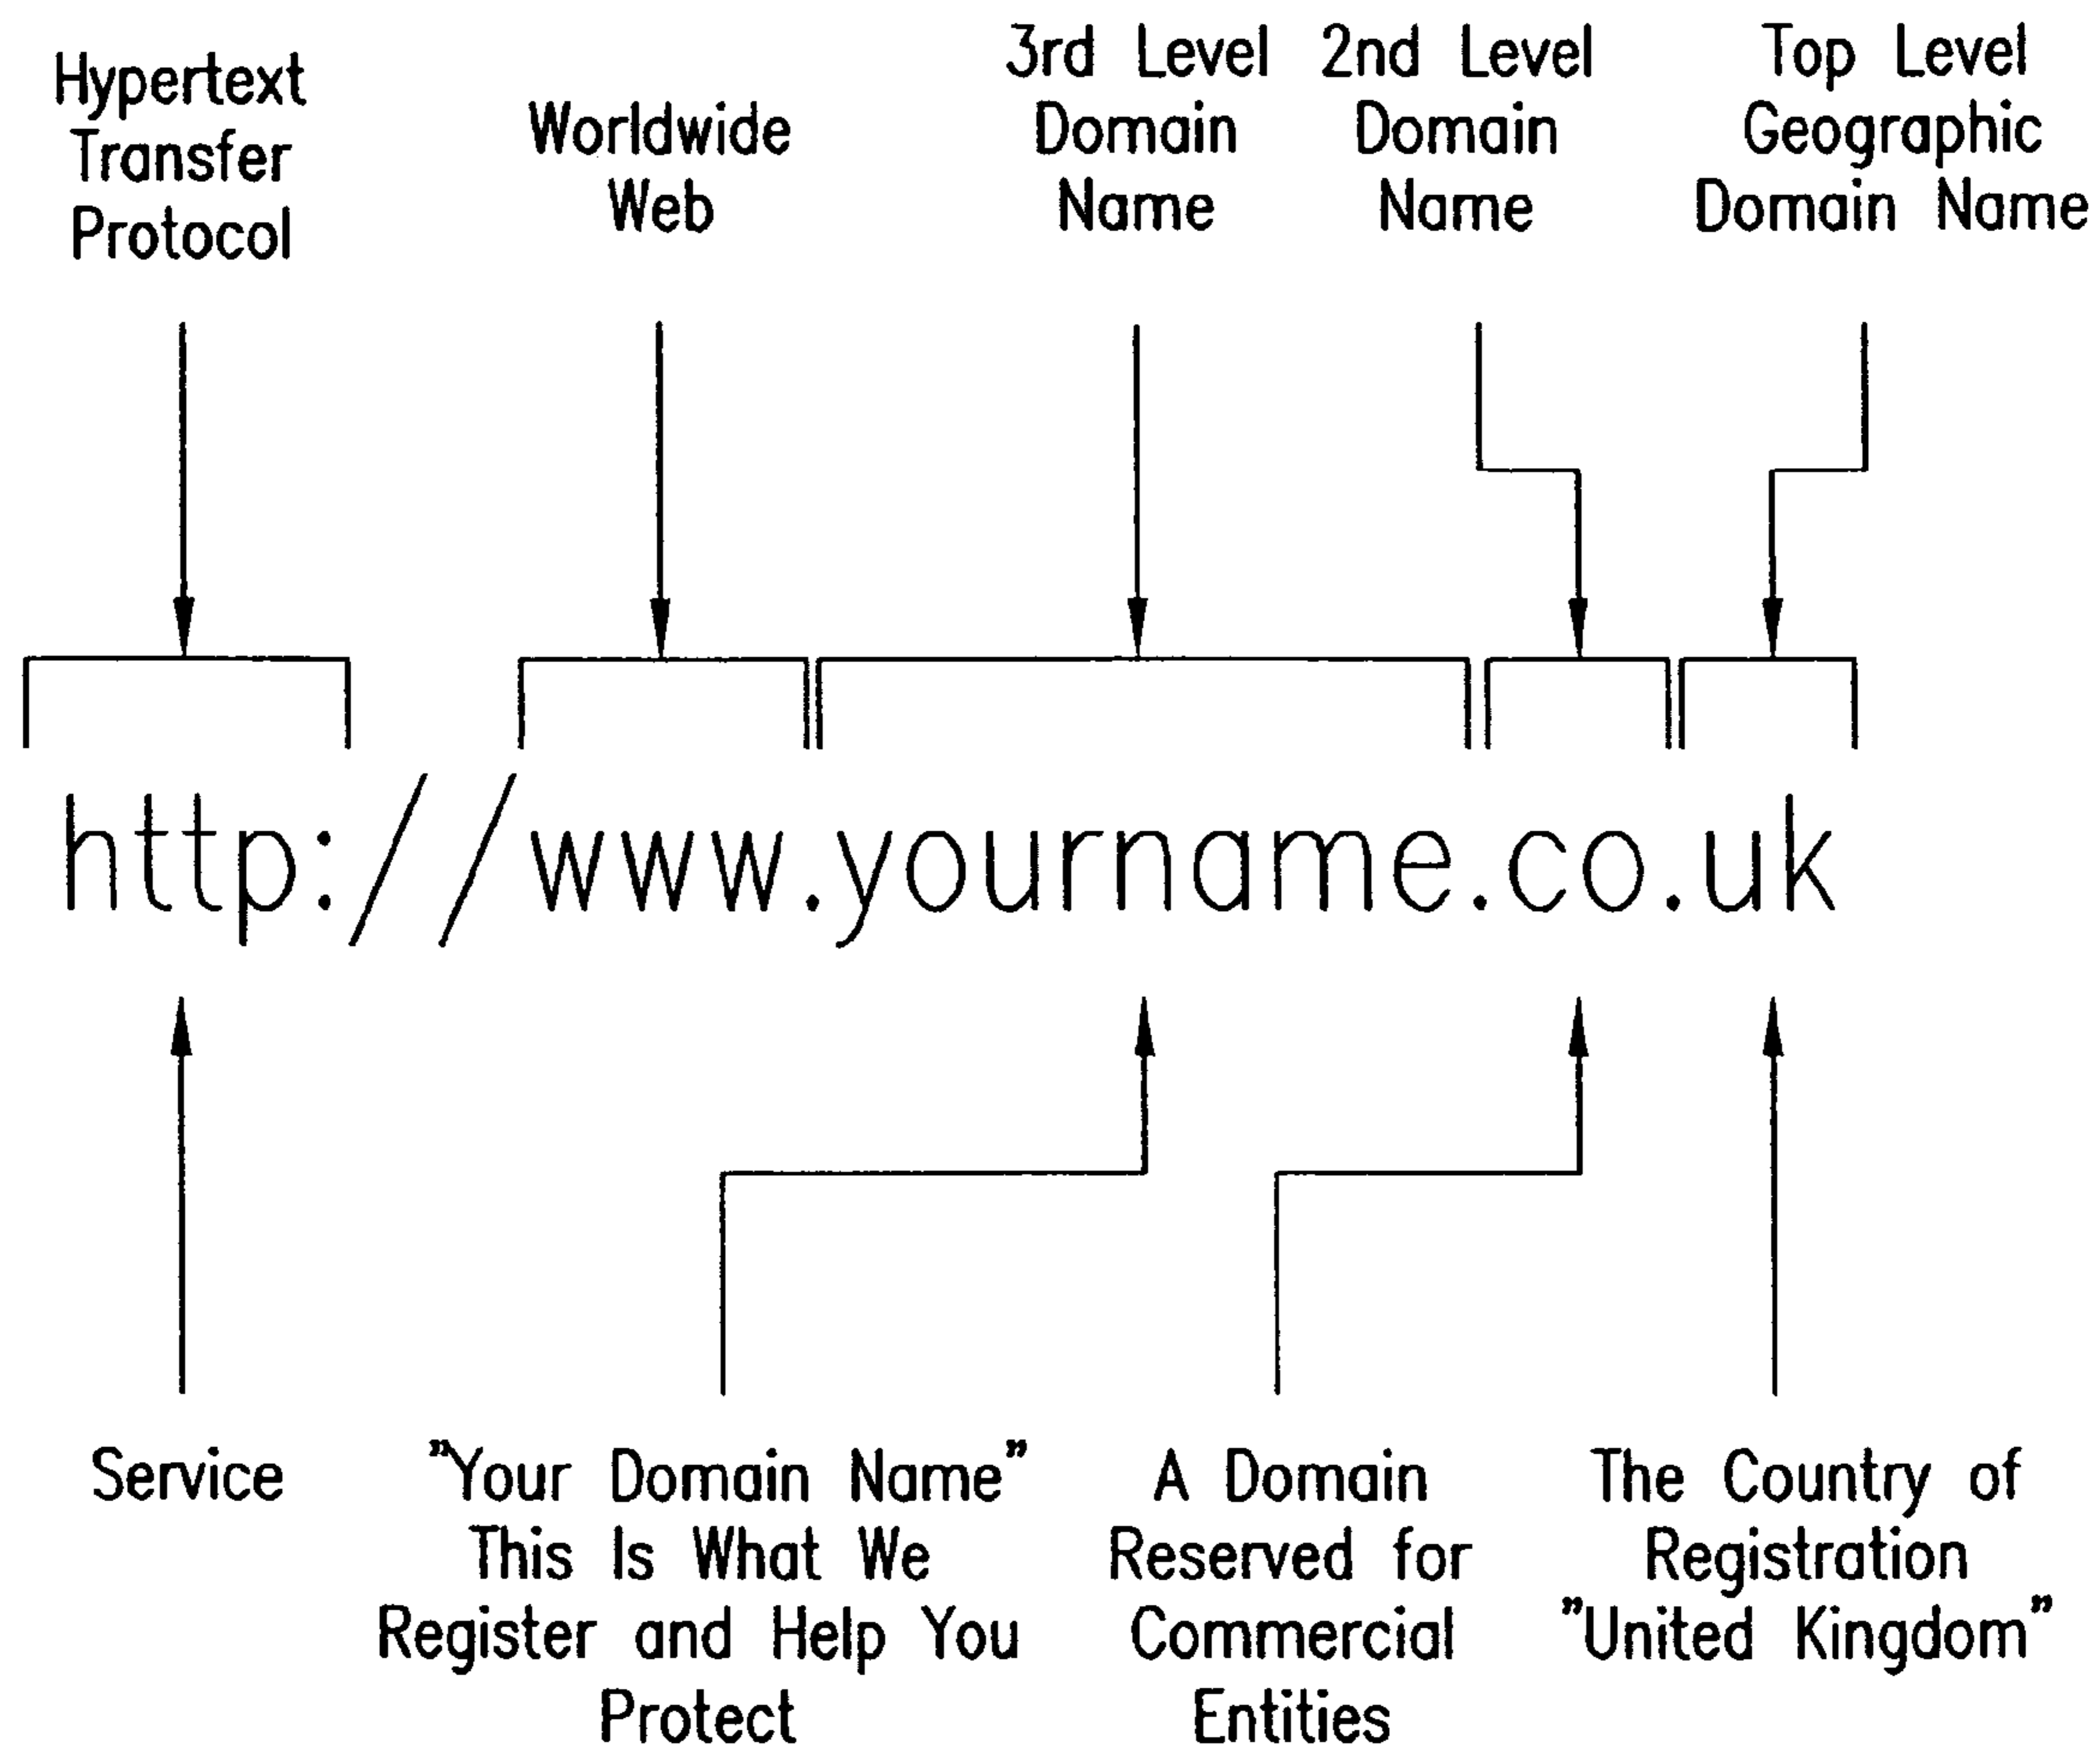 Hypertext
Transfer
Protocol
Worldwide
Web
3rd Level
Domain
Name
2nd Level
Domain
Name
Top Level
Geographic
Domain Name
http://www.yourname.co.uk
Service
"Your Domain Name"
This Is What We
Register and Help You
Protect
A Domain
Reserved for
Commercial
Entities
The Country of
Registration
"United Kingdom"